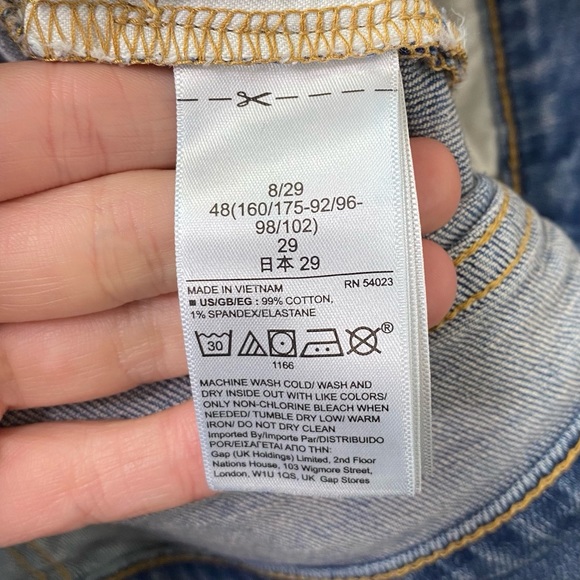 8/29
48(160/175-92/96-
98/102)
29
日本 29
MADE IN VIETNAM RN 54023
■ US/GB/EG : 99% COTTON,
1% SPANDEX/ELASTANE
30 ®
1166
MACHINE WASH COLD/ WASH AND
DRY INSIDE OUT WITH LIKE COLORS/
ONLY NON-CHLORINE BLEACH WHEN
NEEDED/ TUMBLE DRY LOW/ WARM
IRON/ DO NOT DRY CLEAN
Imported By/Importe Par/DISTRIBUIDO
POR/ΕΙΣΑΓΕΤΑΙ ΑΠΟ ΤΗΝ:
Gap (UK Holdings) Limited, 2nd Floor
Nations House, 103 Wigmore Street,
London, W1U 1QS, UK Gap Stores